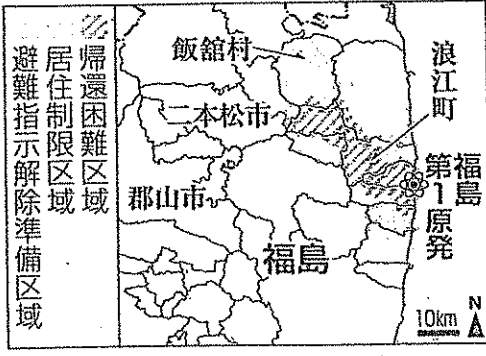 帰還困難区域
居住制限区域
避難指示解除準備区域
飯舘村
浪江町
二本松市
福島第1原発
郡山市
福島
10km
N